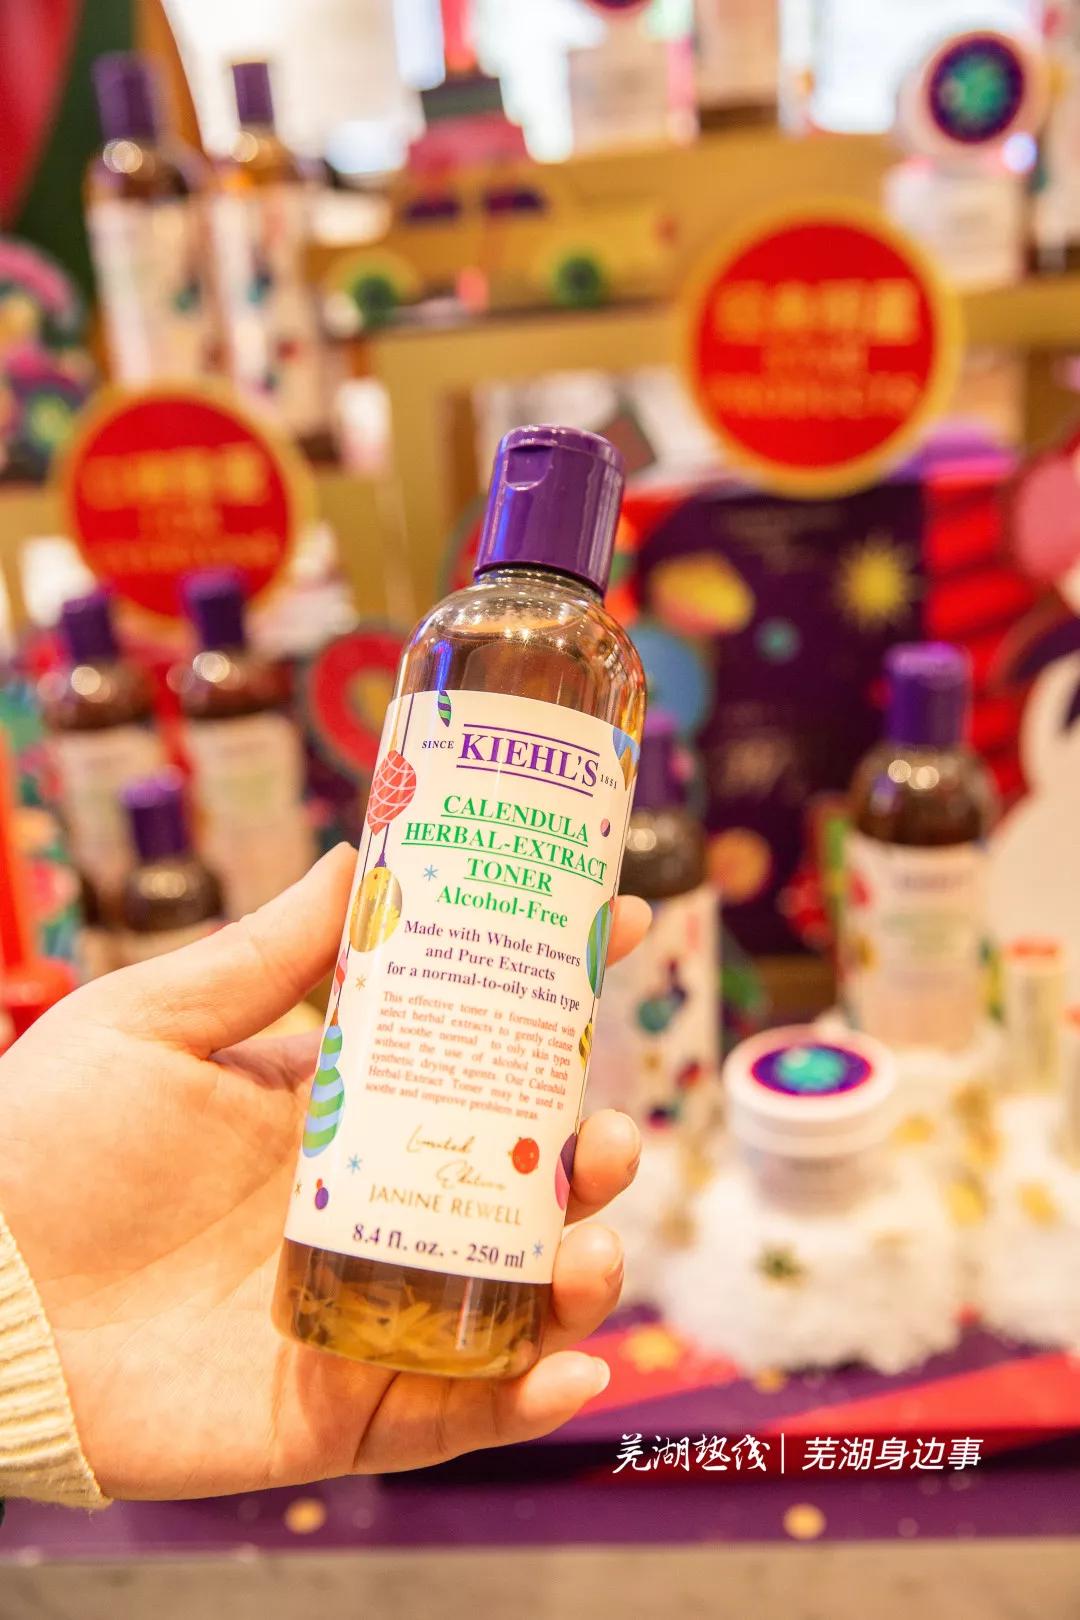 SINCE KIEHL'S 1851
CALENDULA
HERBAL-EXTRACT
TONER
Alcohol-Free
Made with Whole Flowers
and Pure Extracts
for a normal-to-oily skin type
This effective toner is formulated with
select herbal extracts to gently cleanse
and soothe normal to oily skin types
without the use of alcohol or harsh
synthetic drying agents. Our Calendula
Herbal-Extract Toner may be used to
soothe and improve problem areas.
Limited
Edition
JANINE REWELL
8.4 fl. oz. - 250 ml
芜湖热线 | 芜湖身边事